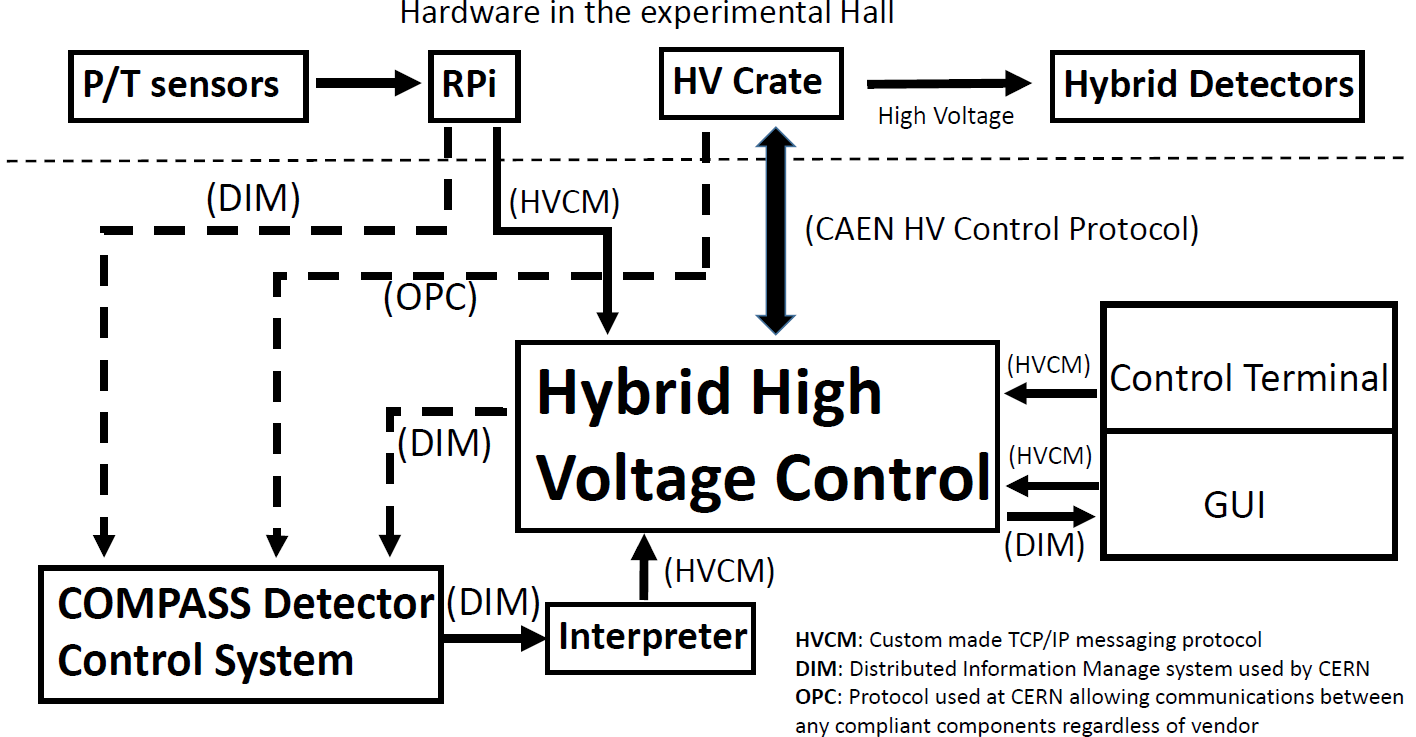 Hardware in the experimental Hall
P/T sensors
RPi
HV Crate
High Voltage
Hybrid Detectors
(DIM)
(HVCM)
(CAEN HV Control Protocol)
(OPC)
Hybrid High
Voltage Control
(HVCM)
Control Terminal
(DIM)
(HVCM)
GUI
(DIM)
(HVCM)
COMPASS Detector
Control System
(DIM)
Interpreter
HVCM: Custom made TCP/IP messaging protocol
DIM: Distributed Information Manage system used by CERN
OPC: Protocol used at CERN allowing communications between
any compliant components regardless of vendor